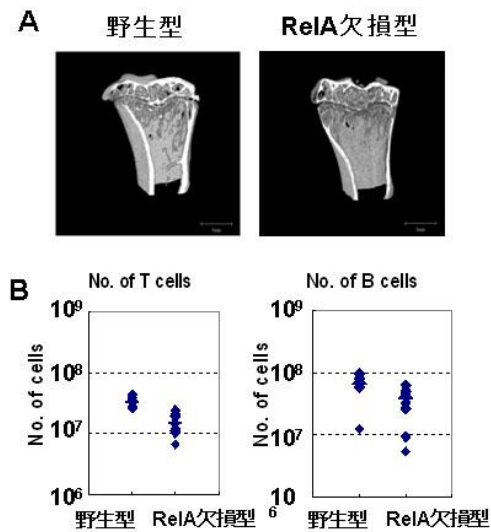 A
野生型
RelA欠損型
B
No. of T cells
No. of B cells
No. of cells
10⁹
10⁸
10⁷
10⁶
野生型
RelA欠損型
No. of cells
10⁹
10⁸
10⁷
10 6
野生型
RelA欠損型